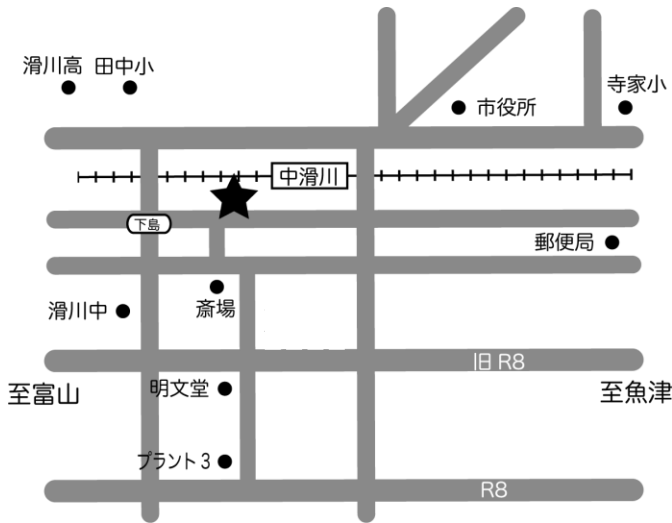 滑川高 田中小
寺家小
市役所
中滑川
下島
郵便局
滑川中
斎場
旧 R8
至富山
明文堂
至魚津
プラント3
R8